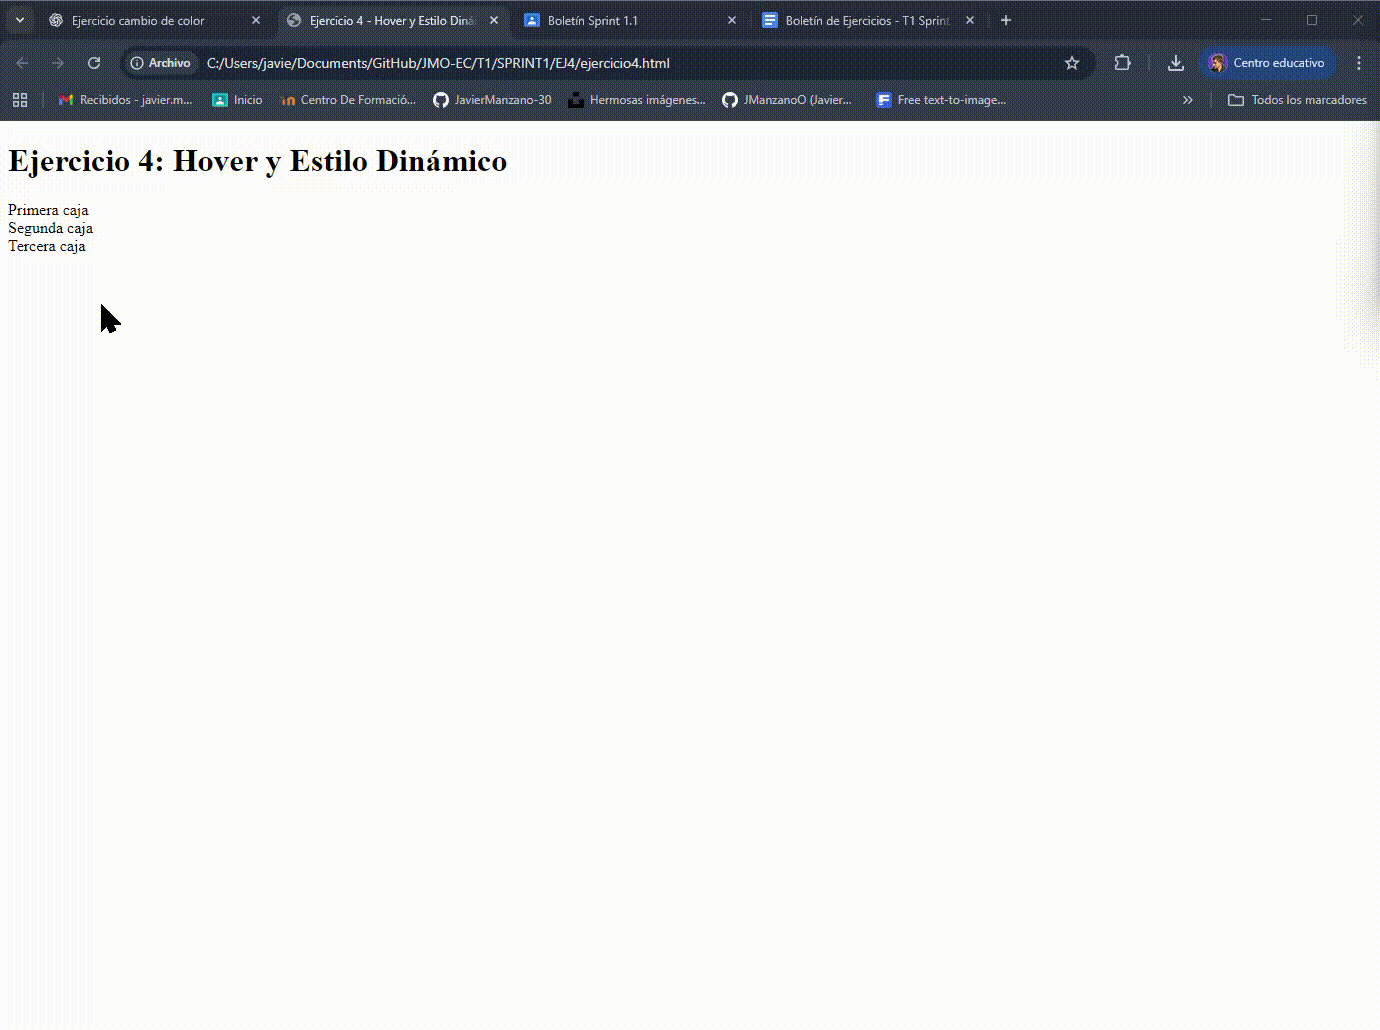 Ejercicio cambio de color
Ejercicio 4 - Hover y Estilo Diná
Boletín Sprint 1.1
Boletín de Ejercicios - T1 Sprint
Archivo
C:/Users/javie/Documents/GitHub/JMO-EC/T1/SPRINT1/EJ4/ejercicio4.html
Centro educativo
Recibidos - javier.m...
Inicio
Centro De Formació...
JavierManzano-30
Hermosas imágenes...
JManzanoO (Javier...
Free text-to-image...
Todos los marcadores
Ejercicio 4: Hover y Estilo Dinámico
Primera caja
Segunda caja
Tercera caja